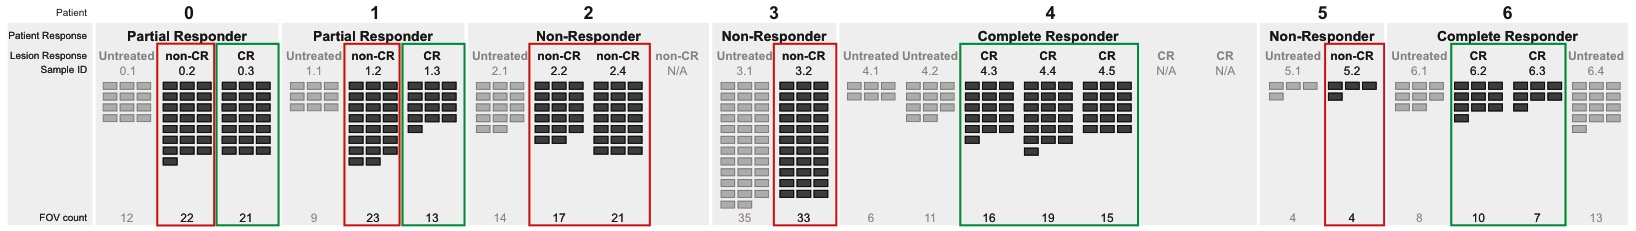 Patient 0 1 2 3 4 5 6
Patient Response Partial Responder Partial Responder Non-Responder Non-Responder Complete Responder Non-Responder Complete Responder
Lesion Response Untreated non-CR CR Untreated non-CR CR Untreated non-CR non-CR non-CR Untreated non-CR Untreated Untreated CR CR CR CR CR Untreated non-CR Untreated CR CR Untreated
Sample ID 0.1 0.2 0.3 1.1 1.2 1.3 2.1 2.2 2.4 N/A 3.1 3.2 4.1 4.2 4.3 4.4 4.5 N/A N/A 5.1 5.2 6.1 6.2 6.3 6.4
FOV count 12 22 21 9 23 13 14 17 21 35 33 6 11 16 19 15 4 4 8 10 7 13